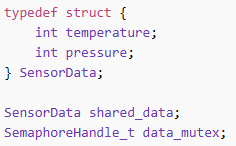 typedef struct {
    int temperature;
    int pressure;
} SensorData;

SensorData shared_data;
SemaphoreHandle_t data_mutex;